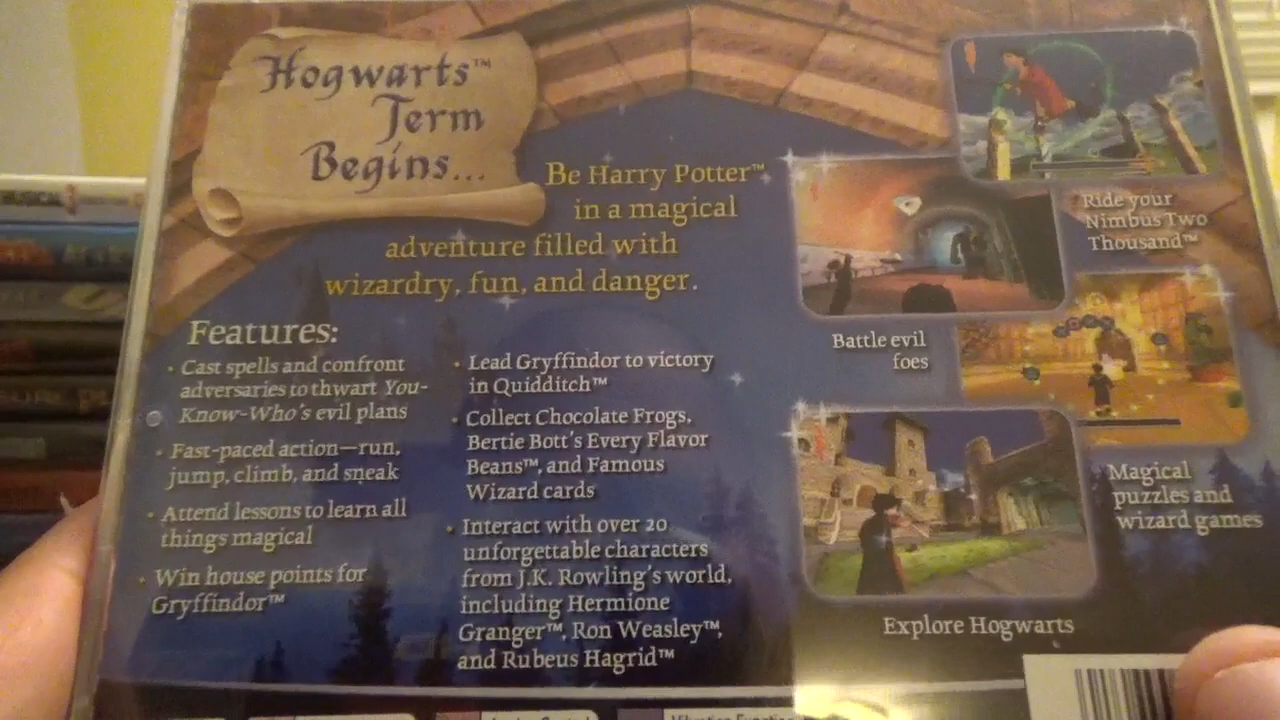 Hogwarts™
Term
Begins...
Be Harry Potter™
in a magical
adventure filled with
wizardry, fun, and danger.
Features:
• Cast spells and confront
adversaries to thwart You-
Know-Who's evil plans
• Fast-paced action—run,
jump, climb, and sneak
• Attend lessons to learn all
things magical
• Win house points for
Gryffindor™
• Lead Gryffindor to victory
in Quidditch™
• Collect Chocolate Frogs,
Bertie Bott's Every Flavor
Beans™, and Famous
Wizard cards
• Interact with over 20
unforgettable characters
from J.K. Rowling's world,
including Hermione
Granger™, Ron Weasley™,
and Rubeus Hagrid™
Ride your
Nimbus Two
Thousand™
Battle evil
foes
Magical
puzzles and
wizard games
Explore Hogwarts